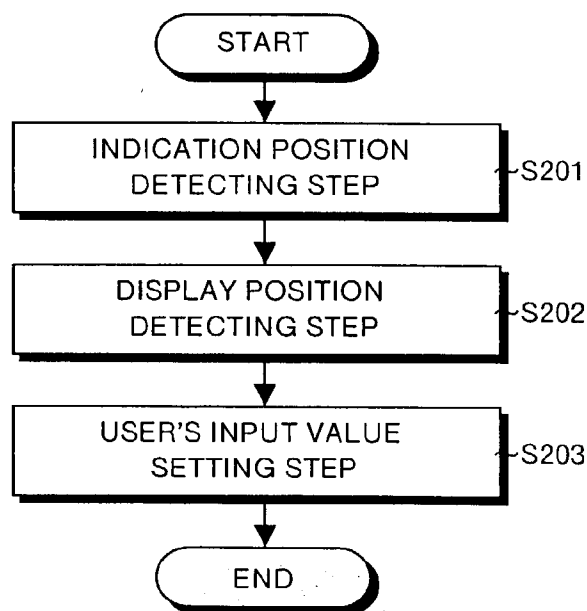 START
INDICATION POSITION
DETECTING STEP
S201
DISPLAY POSITION
DETECTING STEP
S202
USER'S INPUT VALUE
SETTING STEP
S203
END